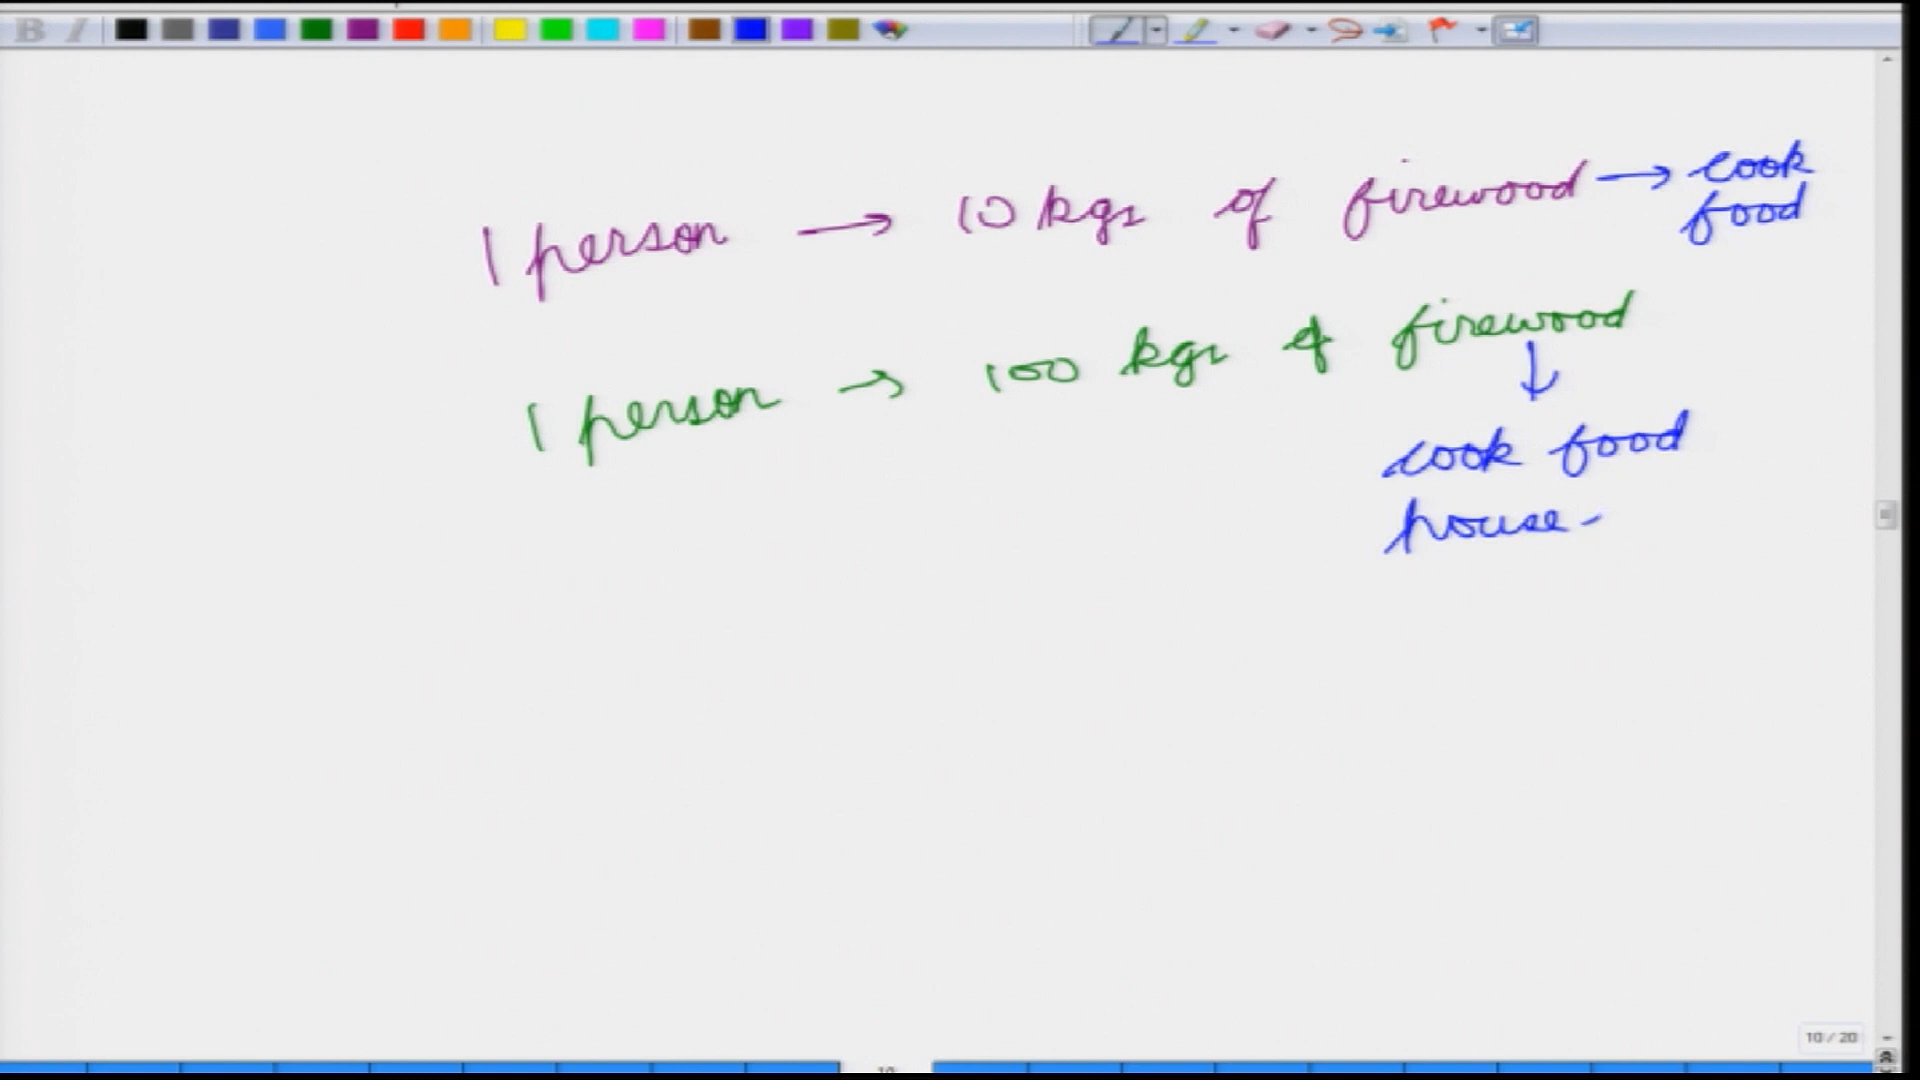 B I
1 person → 10 kgs of firewood → cook
food
1 person → 100 kgs of firewood
↓
cook food
house -
10 / 20